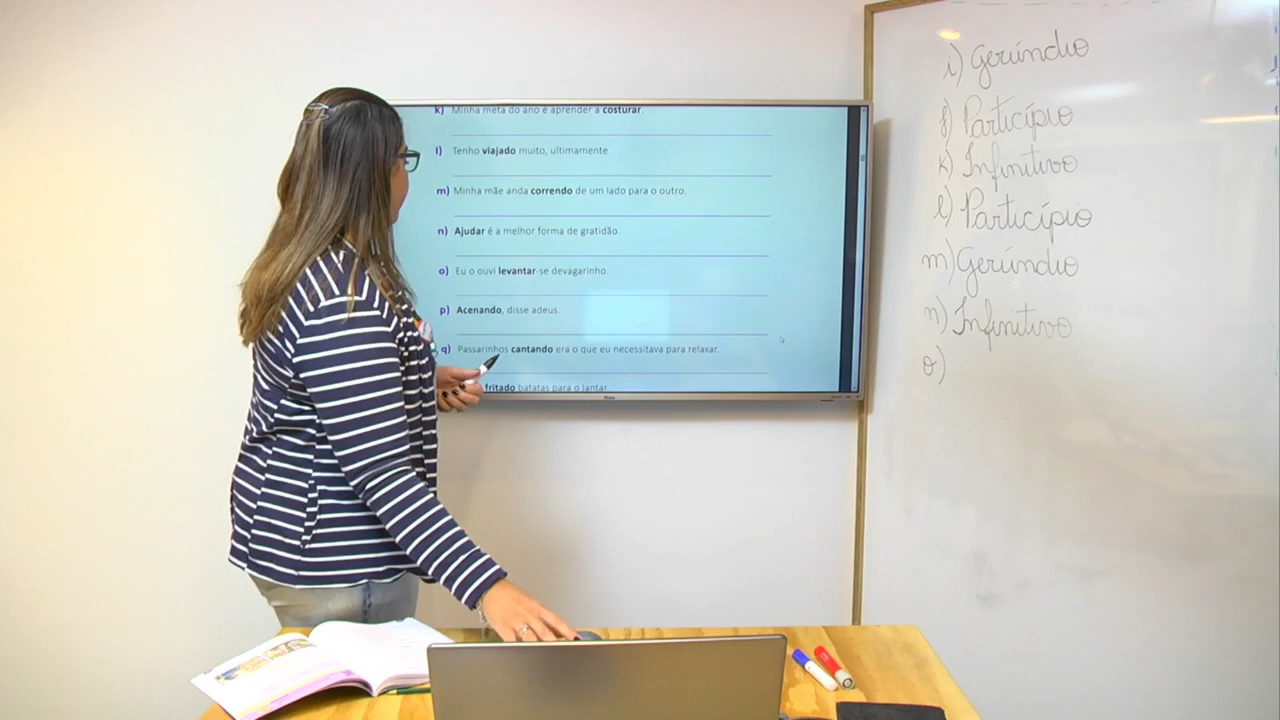 k) Minha meta do ano é aprender a costurar.
l) Tenho viajado muito, ultimamente.
m) Minha mãe anda correndo de um lado para o outro.
n) Ajudar é a melhor forma de gratidão.
o) Eu o ouvi levantar-se devagarinho.
p) Acenando, disse adeus.
q) Passarinhos cantando era o que eu necessitava para relaxar.
fritado batatas para o jantar.
i) Gerúndio
j) Particípio
k) Infinitivo
l) Particípio
m) Gerúndio
n) Infinitivo
o)